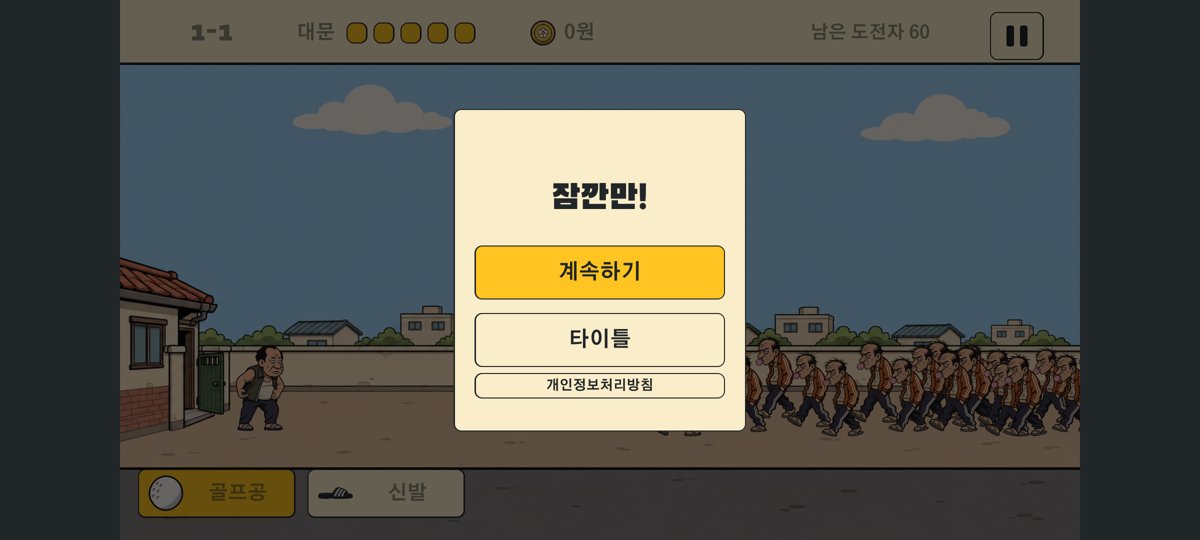 1-1 대문 0원 남은 도전자 60
잠깐만!
계속하기
타이틀
개인정보처리방침
골프공 신발